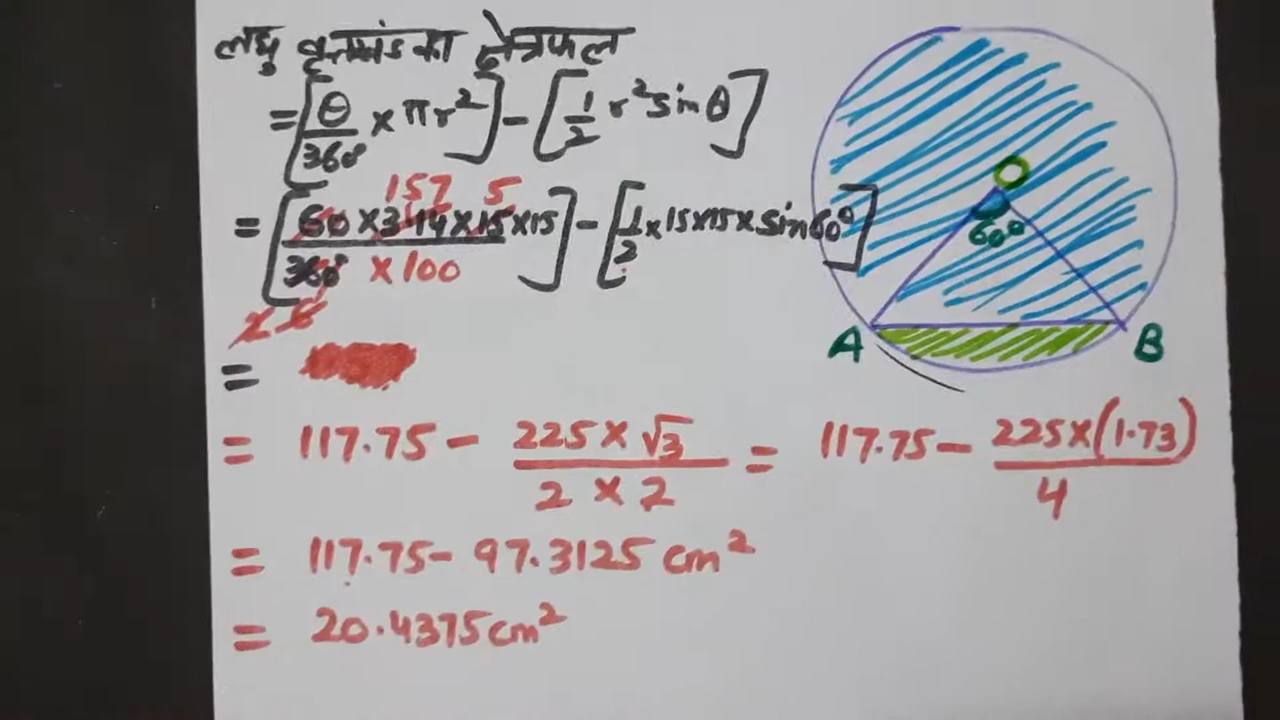 लघु वृत्तखंड का क्षेत्रफल
= [θ/360° × πr²] - [1/2 r² sin θ]
157 5
= [60 × 3.14 × 15 × 15 / 360° × 100] - [1/2 × 15 × 15 × sin 60°]
2 6
O
60°
A B
=
= 117.75 - 225 × √3 / 2 × 2 = 117.75 - 225 × (1.73) / 4
= 117.75 - 97.3125 cm²
= 20.4375 cm²